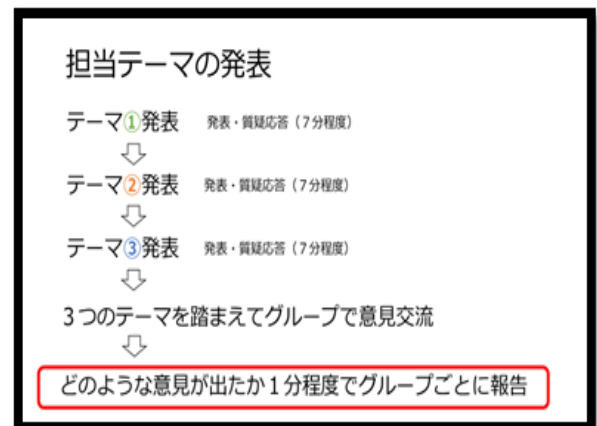 担当テーマの発表
テーマ①発表 発表・質疑応答（７分程度）
テーマ②発表 発表・質疑応答（７分程度）
テーマ③発表 発表・質疑応答（７分程度）
３つのテーマを踏まえてグループで意見交流
どのような意見が出たか１分程度でグループごとに報告